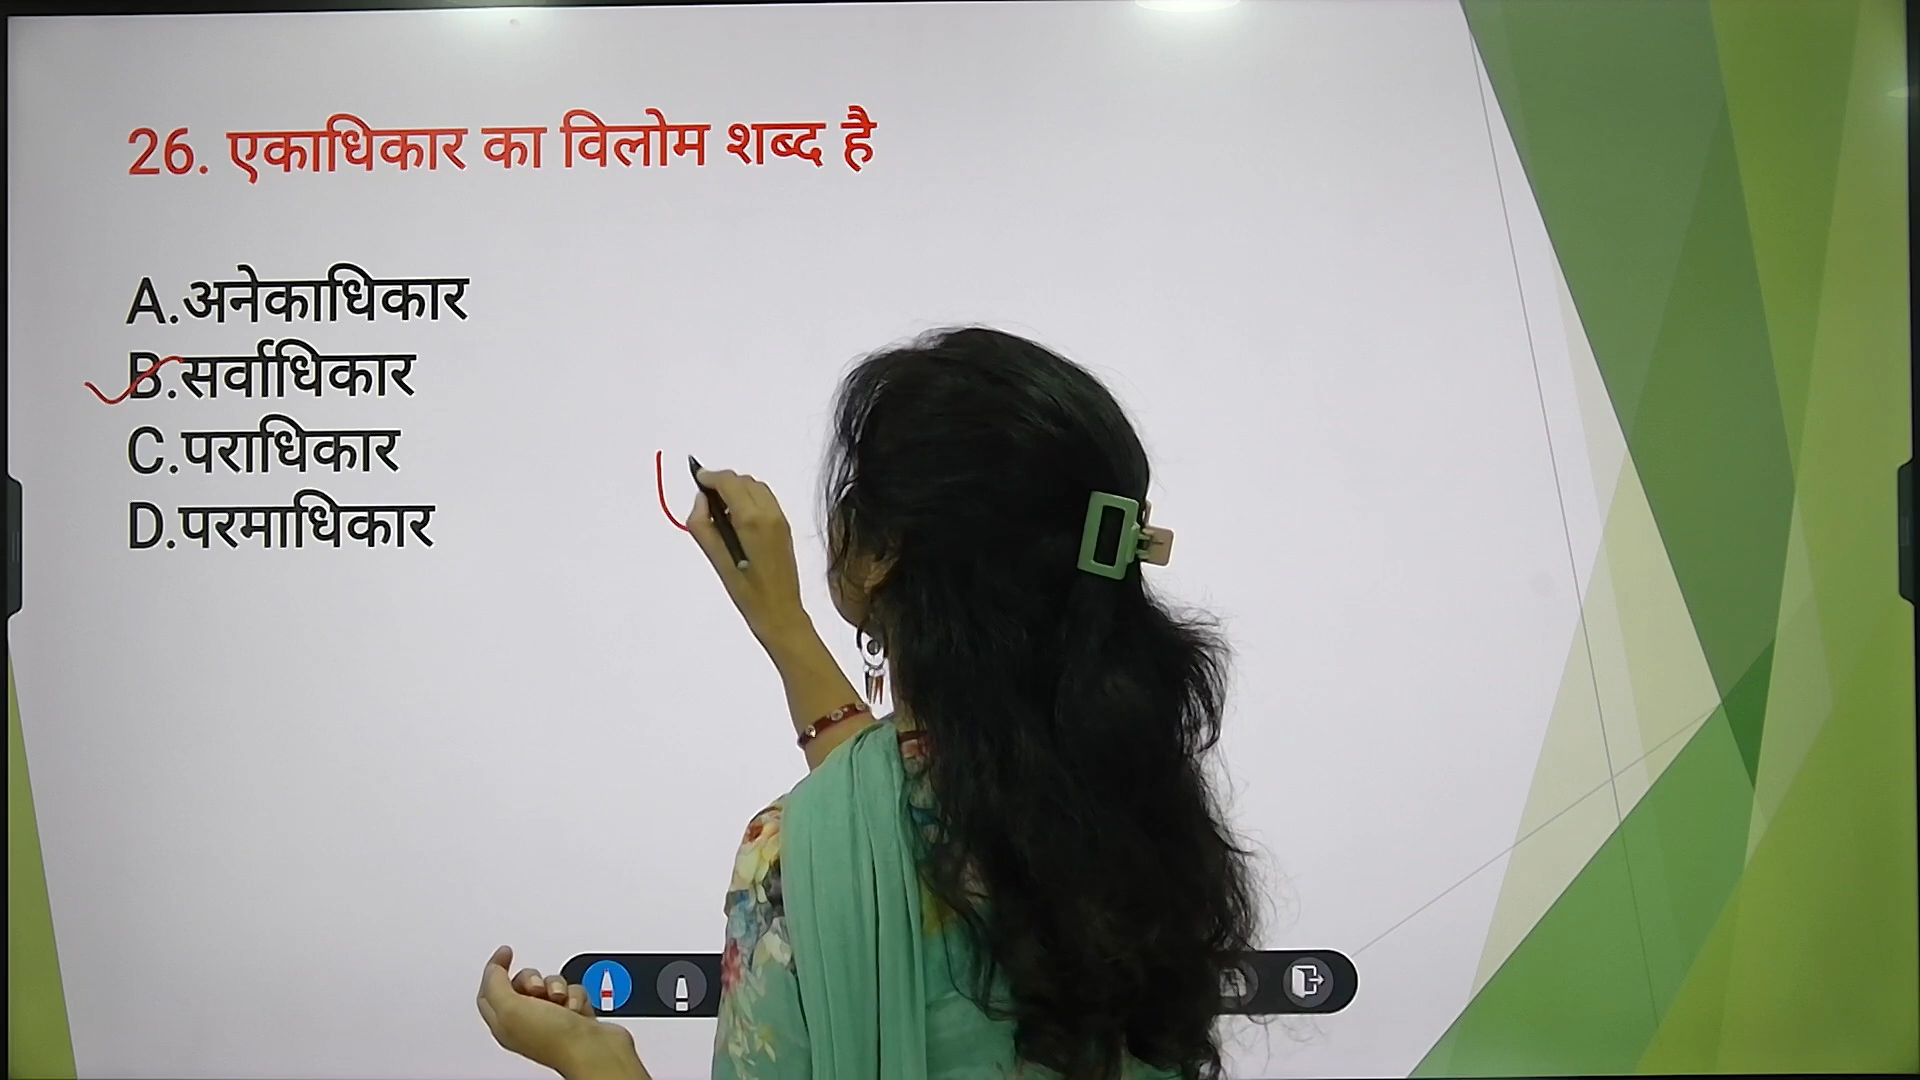 26. एकाधिकार का विलोम शब्द है
A.अनेकाधिकार
B.सर्वाधिकार
C.पराधिकार
D.परमाधिकार